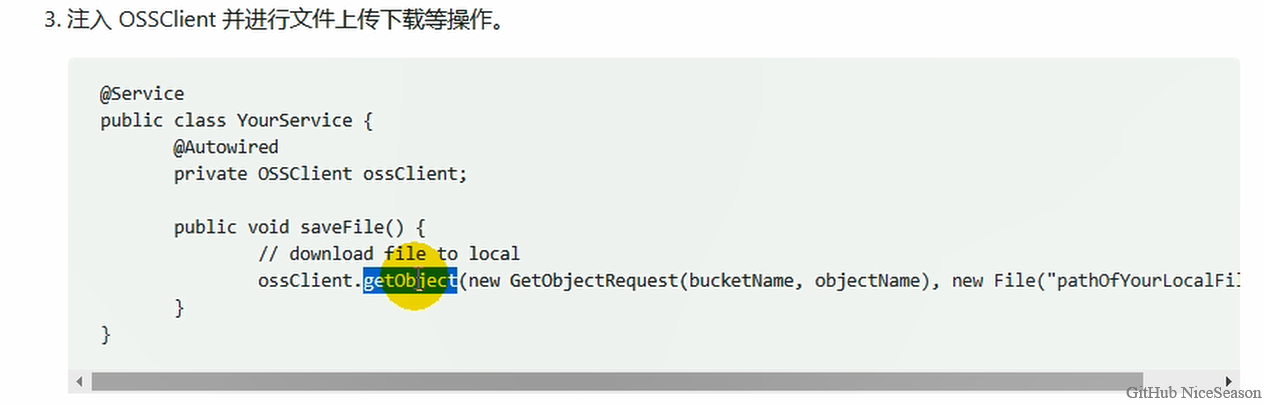 3. 注入 OSSClient 并进行文件上传下载等操作。
@Service
public class YourService {
@Autowired
private OSSClient ossClient;
public void saveFile() {
// download file to local
ossClient.getObject(new GetObjectRequest(bucketName, objectName), new File("pathOfYourLocalFil
}
}
GitHub NiceSeason